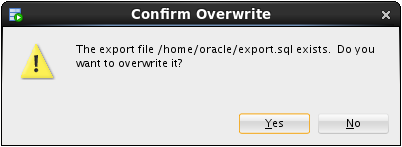 Confirm Overwrite
The export file /home/oracle/export.sql exists.  Do you
want to overwrite it?
Yes
No